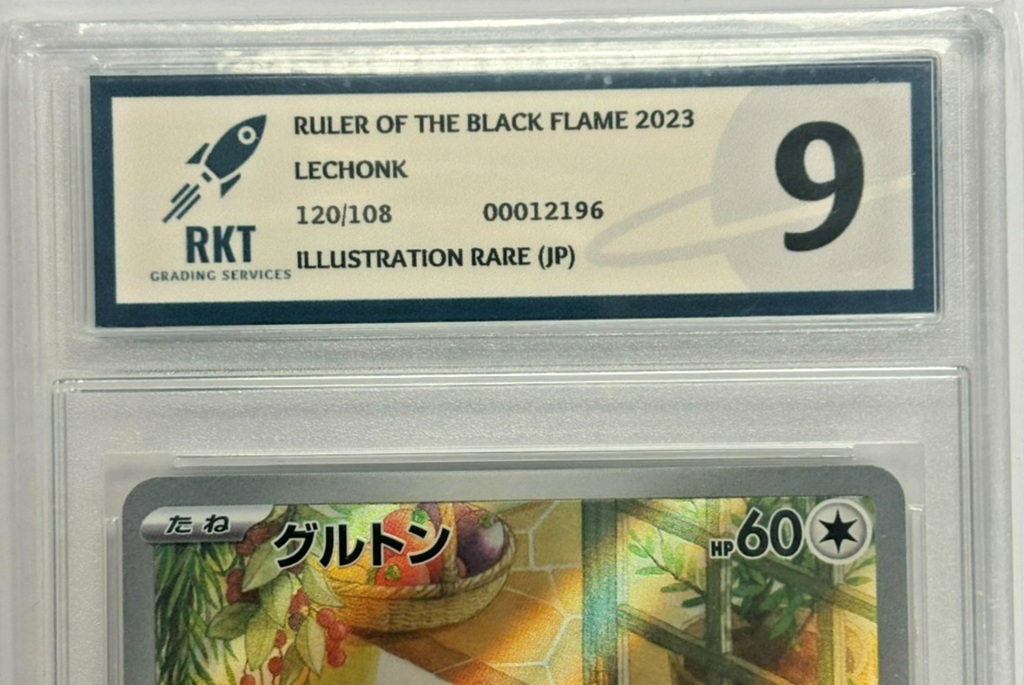 RULER OF THE BLACK FLAME 2023
LECHONK
120/108 00012196
ILLUSTRATION RARE (JP)
9
RKT
GRADING SERVICES
たね
グルトン
HP60